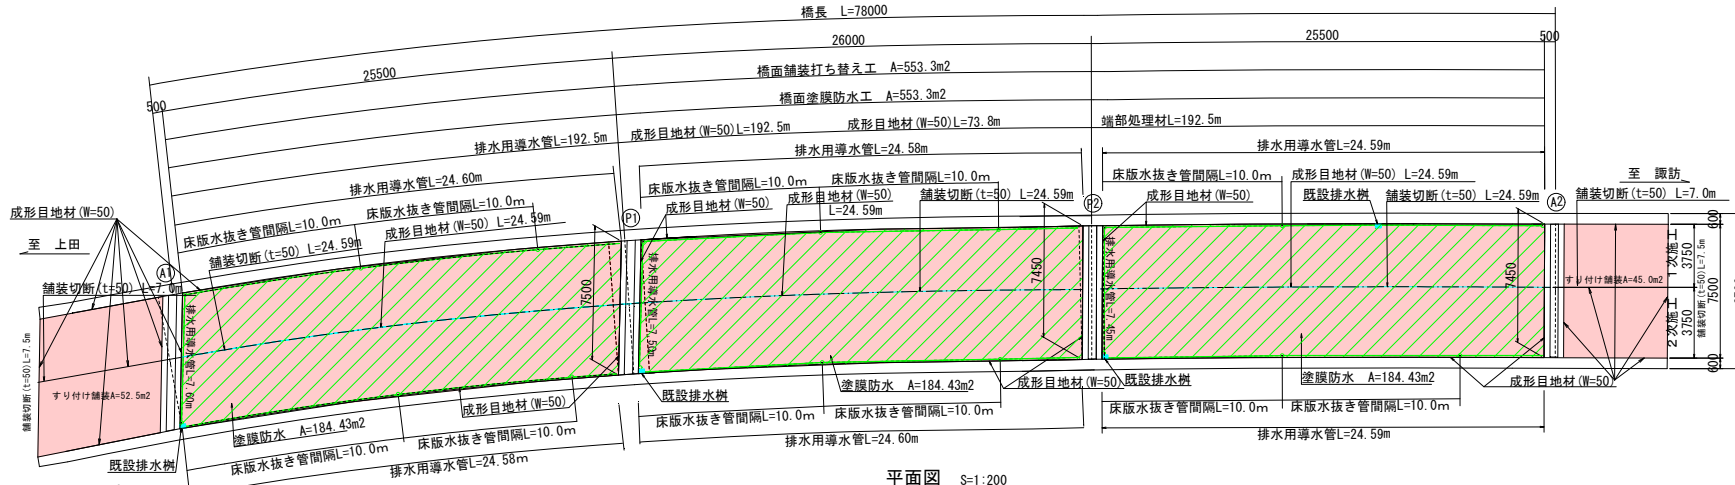 橋長 L=78000
26000
25500
500
25500
橋面舗装打ち替え工 A=553.3m2
500
橋面塗膜防水工 A=553.3m2
排水用導水管L=192.5m
成形目地材(W=50)L=192.5m
成形目地材(W=50)L=73.8m
端部処理材L=192.5m
排水用導水管L=24.58m
排水用導水管L=24.59m
排水用導水管L=24.60m
床版水抜き管間隔L=10.0m
床版水抜き管間隔L=10.0m
床版水抜き管間隔L=10.0m
成形目地材(W=50) L=24.59m
至 諏訪
成形目地材(W=50)
床版水抜き管間隔L=10.0m
床版水抜き管間隔L=10.0m
成形目地材(W=50) L=24.59m
P1
成形目地材(W=50)
成形目地材(W=50)
L=24.59m
舗装切断(t=50) L=24.59m
P2
成形目地材(W=50)
既設排水桝
舗装切断(t=50) L=24.59m
A2
舗装切断(t=50) L=7.0m
600
至 上田
舗装切断(t=50) L=24.59m
A1
舗装切断(t=50) L=7.0m
7500
排水用導水管L=7.50m
7450
排水用導水管L=7.45m
7450
すり付け舗装A=45.0m2
1次施工
3750
2次施工
3750
7500
舗装切断(t=50)L=7.5m
600
舗装切断(t=50)L=7.5m
すり付け舗装A=52.5m2
排水用導水管L=7.60m
塗膜防水 A=184.43m2
成形目地材(W=50)
既設排水桝
塗膜防水 A=184.43m2
成形目地材(W=50)
既設排水桝
塗膜防水 A=184.43m2
成形目地材(W=50)
既設排水桝
床版水抜き管間隔L=10.0m
床版水抜き管間隔L=10.0m
床版水抜き管間隔L=10.0m
床版水抜き管間隔L=10.0m
床版水抜き管間隔L=10.0m
床版水抜き管間隔L=10.0m
排水用導水管L=24.58m
排水用導水管L=24.60m
排水用導水管L=24.59m
平面図 S=1:200